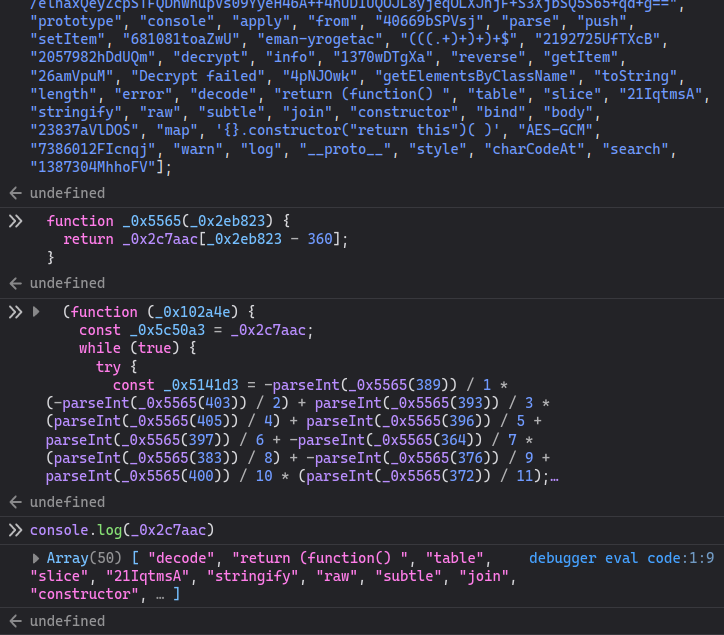 "prototype", "console", "apply", "from", "40669bSPVsj", "parse", "push",
"setItem", "681081toaZwU", "eman-yrogetac", "(((.+)+)+)+$", "2192725UfTXcB",
"2057982hDdUQm", "decrypt", "info", "1370wDTgXa", "reverse", "getItem",
"26amVpuM", "Decrypt failed", "4pNJOwk", "getElementsByClassName", "toString",
"length", "error", "decode", "return (function() ", "table", "slice", "21IqtmsA",
"stringify", "raw", "subtle", "join", "constructor", "bind", "body",
"23837aVlDOS", "map", '{}.constructor("return this")( )', "AES-GCM",
"7386012FIcnqj", "warn", "log", "__proto__", "style", "charCodeAt", "search",
"1387304MhhoFV"];
undefined
function _0x5565(_0x2eb823) {
return _0x2c7aac[_0x2eb823 - 360];
}
undefined
(function (_0x102a4e) {
const _0x5c50a3 = _0x2c7aac;
while (true) {
try {
const _0x5141d3 = -parseInt(_0x5565(389)) / 1 *
(-parseInt(_0x5565(403)) / 2) + parseInt(_0x5565(393)) / 3 *
(parseInt(_0x5565(405)) / 4) + parseInt(_0x5565(396)) / 5 +
parseInt(_0x5565(397)) / 6 + -parseInt(_0x5565(364)) / 7 *
(parseInt(_0x5565(383)) / 8) + -parseInt(_0x5565(376)) / 9 +
parseInt(_0x5565(400)) / 10 * (parseInt(_0x5565(372)) / 11);…
undefined
console.log(_0x2c7aac)
Array(50) [ "decode", "return (function() ", "table", debugger eval code:1:9
"slice", "21IqtmsA", "stringify", "raw", "subtle", "join",
"constructor", … ]
undefined